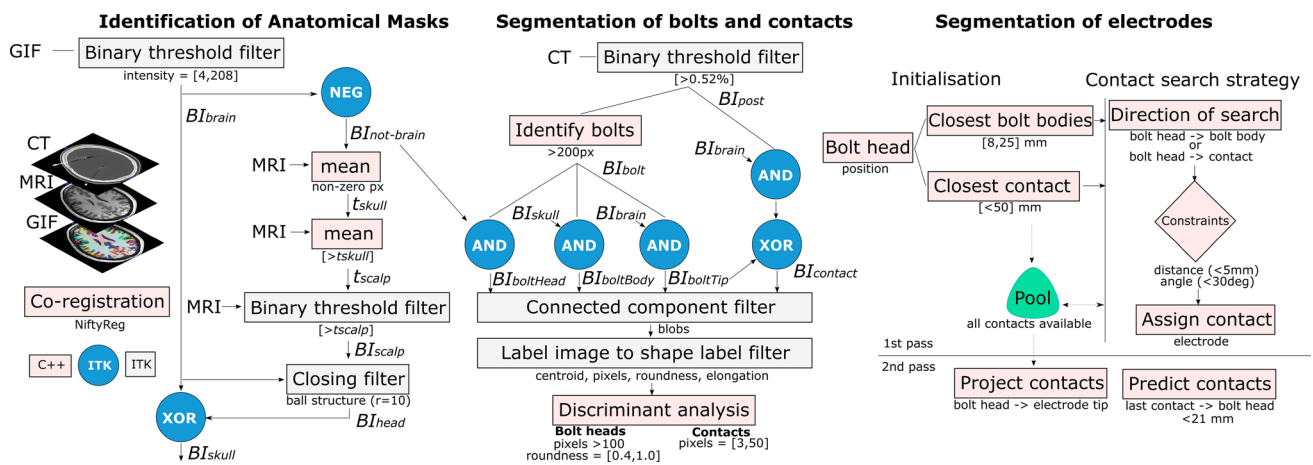 Identification of Anatomical Masks
GIF
Binary threshold filter
intensity = [4,208]
BIbrain
NEG
BInot-brain
CT
MRI
GIF
MRI
mean
non-zero px
tskull
MRI
mean
[>tskull]
tscalp
MRI
Binary threshold filter
[>tscalp]
BIscalp
Closing filter
ball structure (r=10)
BIhead
XOR
BIskull
Co-registration
NiftyReg
C++
ITK
ITK
Segmentation of bolts and contacts
CT
Binary threshold filter
[>0.52%]
BIpost
Identify bolts
>200px
BIbolt
BIbrain
AND
BIskull
BIbrain
AND
AND
AND
XOR
BIboltHead
BIboltBody
BIboltTip
BIcontact
Connected component filter
blobs
Label image to shape label filter
centroid, pixels, roundness, elongation
Discriminant analysis
Bolt heads
pixels >100
roundness = [0.4,1.0]
Contacts
pixels = [3,50]
Segmentation of electrodes
Initialisation
Contact search strategy
Bolt head
position
Closest bolt bodies
[8,25] mm
Closest contact
[<50] mm
Direction of search
bolt head -> bolt body
or
bolt head -> contact
Constraints
distance (<5mm)
angle (<30deg)
Pool
all contacts available
Assign contact
electrode
1st pass
2nd pass
Project contacts
bolt head -> electrode tip
Predict contacts
last contact -> bolt head
<21 mm